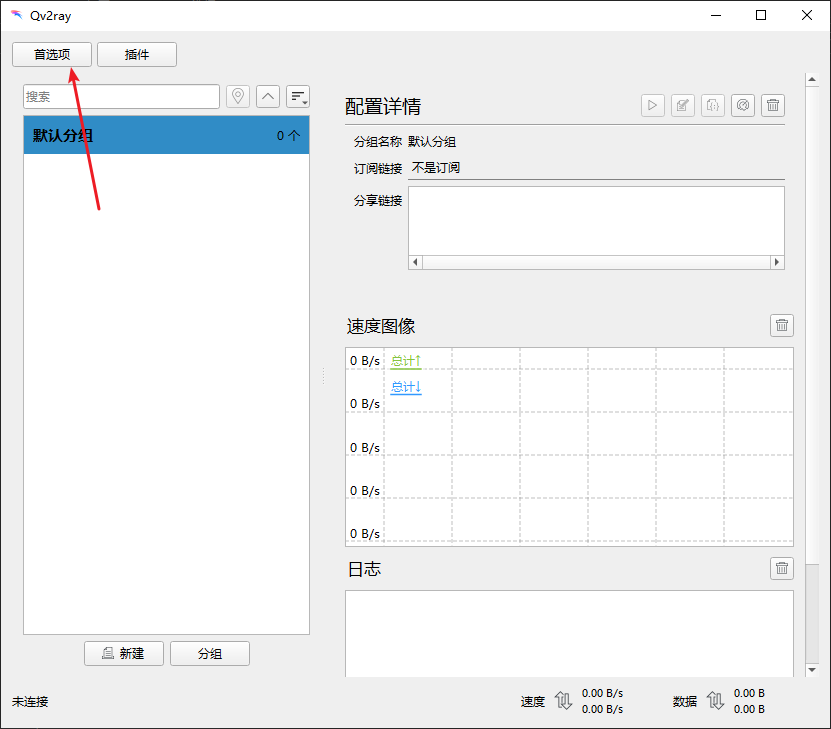 Qv2ray
首选项 插件
搜索
默认分组 0 个
新建 分组
配置详情
分组名称 默认分组
订阅链接 不是订阅
分享链接
速度图像
0 B/s 总计↑
总计↓
0 B/s
0 B/s
0 B/s
0 B/s
日志
未连接
速度 0.00 B/s
0.00 B/s
数据 0.00 B
0.00 B